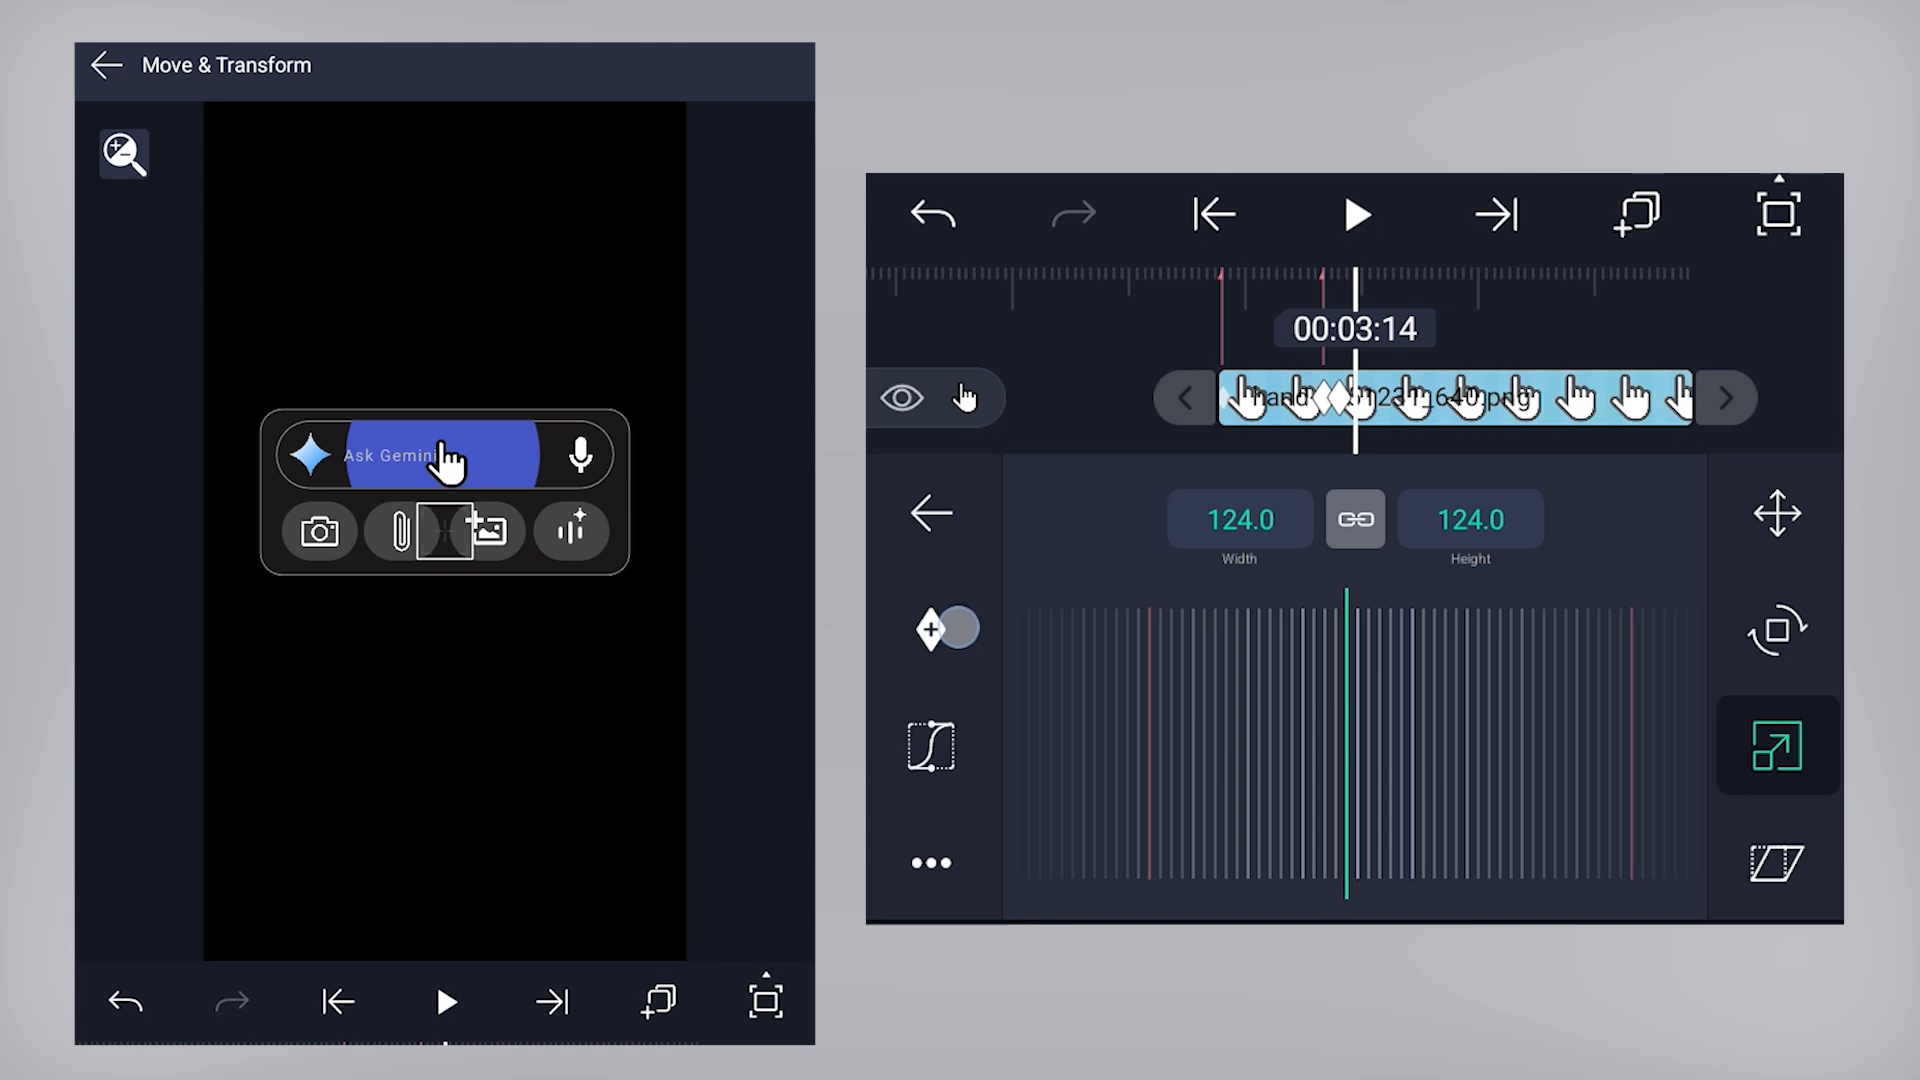 Move & Transform
Ask Gemini
00:03:14
124.0
124.0
Width
Height